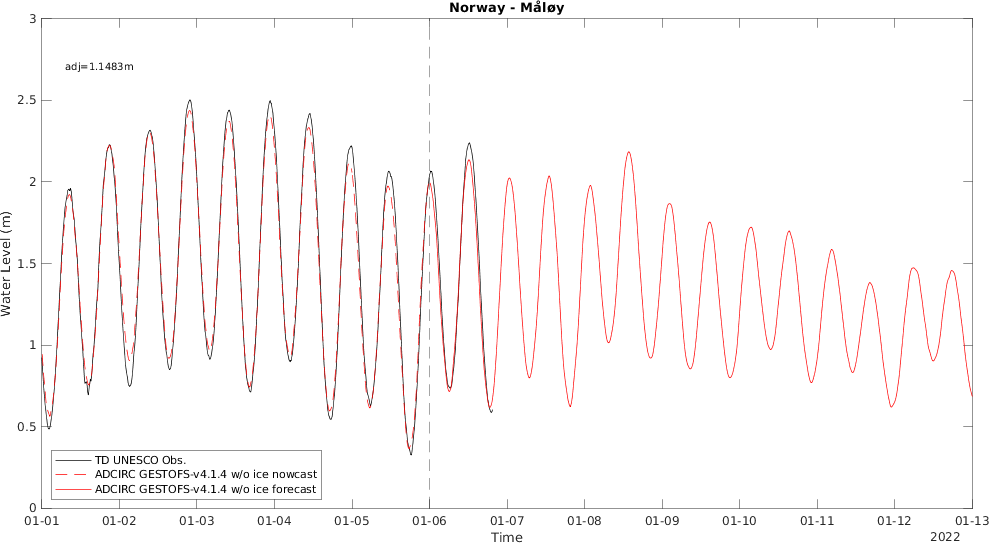 Norway - Måløy
adj=1.1483m
3
2.5
2
1.5
1
0.5
0
Water Level (m)
TD UNESCO Obs.
ADCIRC GESTOFS-v4.1.4 w/o ice nowcast
ADCIRC GESTOFS-v4.1.4 w/o ice forecast
01-01 01-02 01-03 01-04 01-05 01-06 01-07 01-08 01-09 01-10 01-11 01-12 01-13
Time
2022